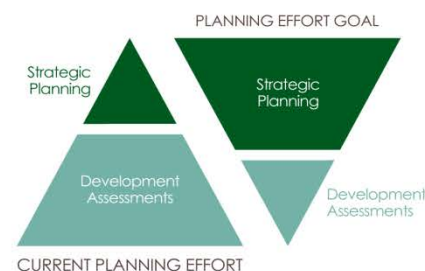 PLANNING EFFORT GOAL
Strategic
Planning
Strategic
Planning
Development
Assessments
Development
Assessments
CURRENT PLANNING EFFORT